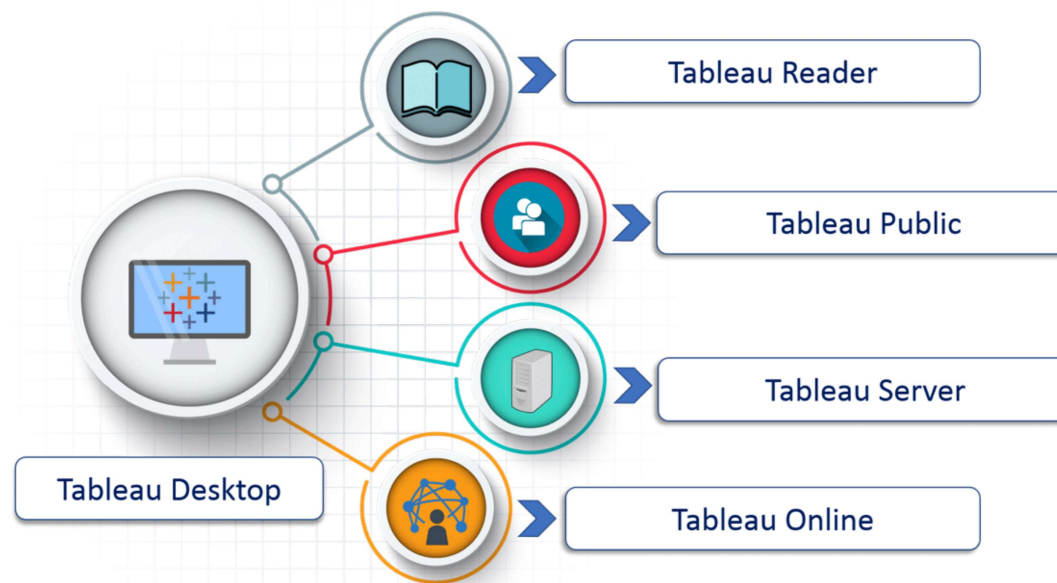 Tableau Reader
Tableau Public
Tableau Server
Tableau Desktop
Tableau Online